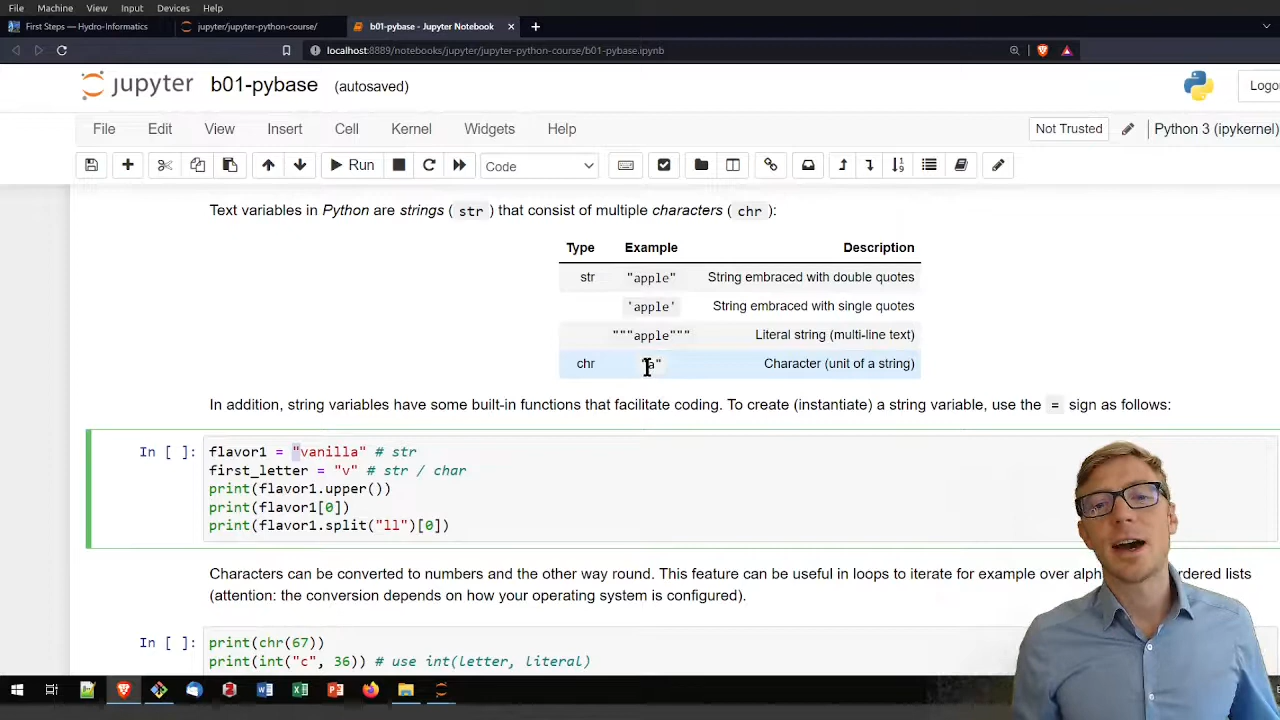 File Machine View Input Devices Help
First Steps — Hydro-Informatics
jupyter/jupyter-python-course/
b01-pybase - Jupyter Notebook
localhost:8889/notebooks/jupyter/jupyter-python-course/b01-pybase.ipynb
jupyter b01-pybase (autosaved)
File Edit View Insert Cell Kernel Widgets Help
Not Trusted
Python 3 (ipykernel)
Run
Code
Text variables in Python are strings ( str ) that consist of multiple characters ( chr ):
Type Example Description
str "apple" String embraced with double quotes
'apple' String embraced with single quotes
"""apple""" Literal string (multi-line text)
chr "a" Character (unit of a string)
In addition, string variables have some built-in functions that facilitate coding. To create (instantiate) a string variable, use the = sign as follows:
In [ ]: flavor1 = "vanilla" # str
first_letter = "v" # str / char
print(flavor1.upper())
print(flavor1[0])
print(flavor1.split("ll")[0])
Characters can be converted to numbers and the other way round. This feature can be useful in loops to iterate for example over rdered lists
(attention: the conversion depends on how your operating system is configured).
In [ ]: print(chr(67))
print(int("c", 36)) # use int(letter, literal)